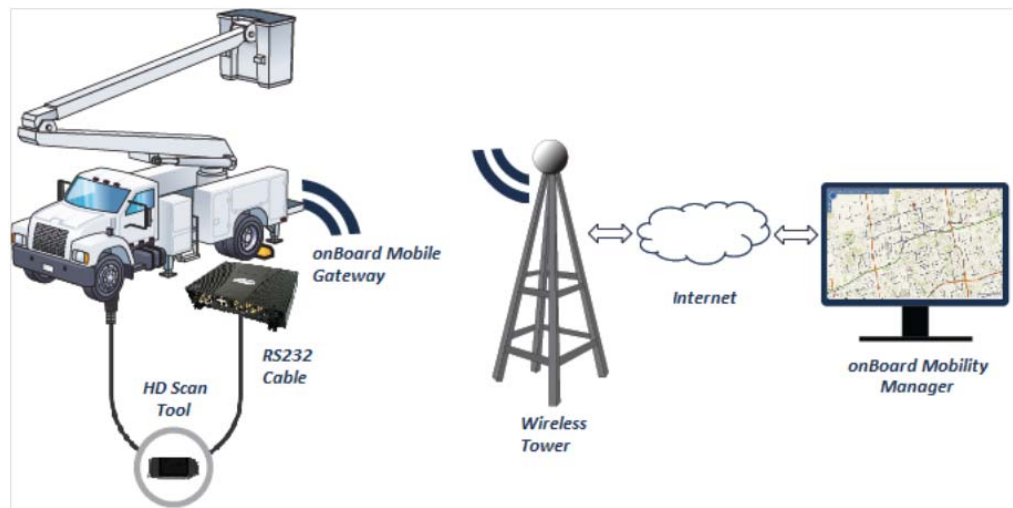 onBoard Mobile
Gateway
RS232
Cable
HD Scan
Tool
Wireless
Tower
Internet
onBoard Mobility
Manager